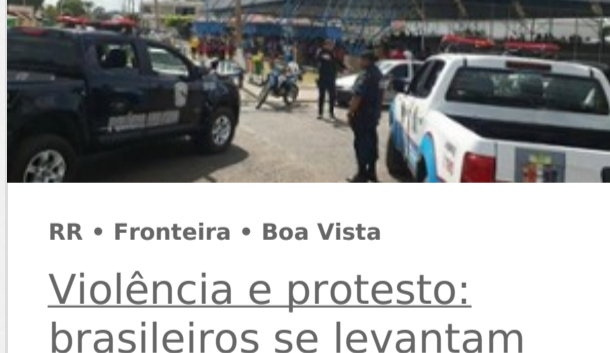 RR • Fronteira • Boa Vista
Violência e protesto:
brasileiros se levantam